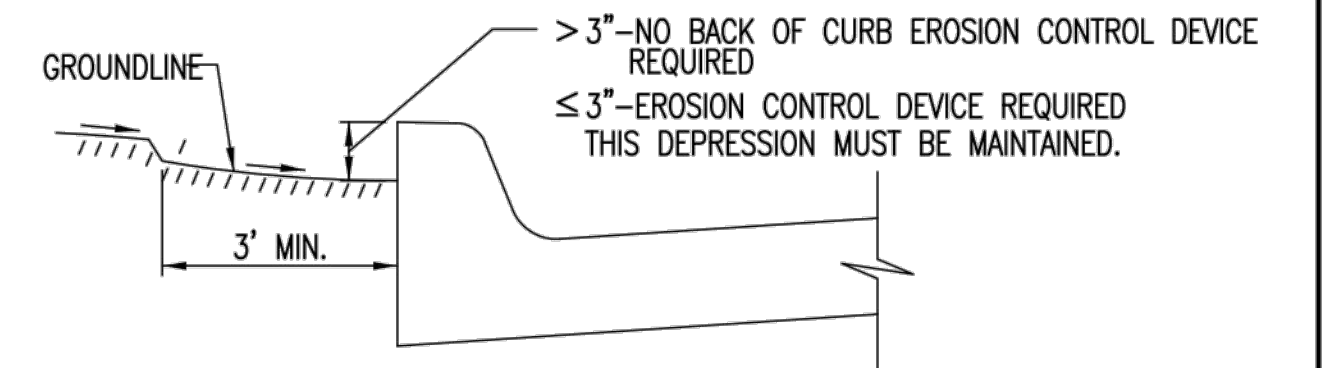 > 3"-NO BACK OF CURB EROSION CONTROL DEVICE
REQUIRED
GROUNDLINE
≤ 3"-EROSION CONTROL DEVICE REQUIRED
THIS DEPRESSION MUST BE MAINTAINED.
3' MIN.